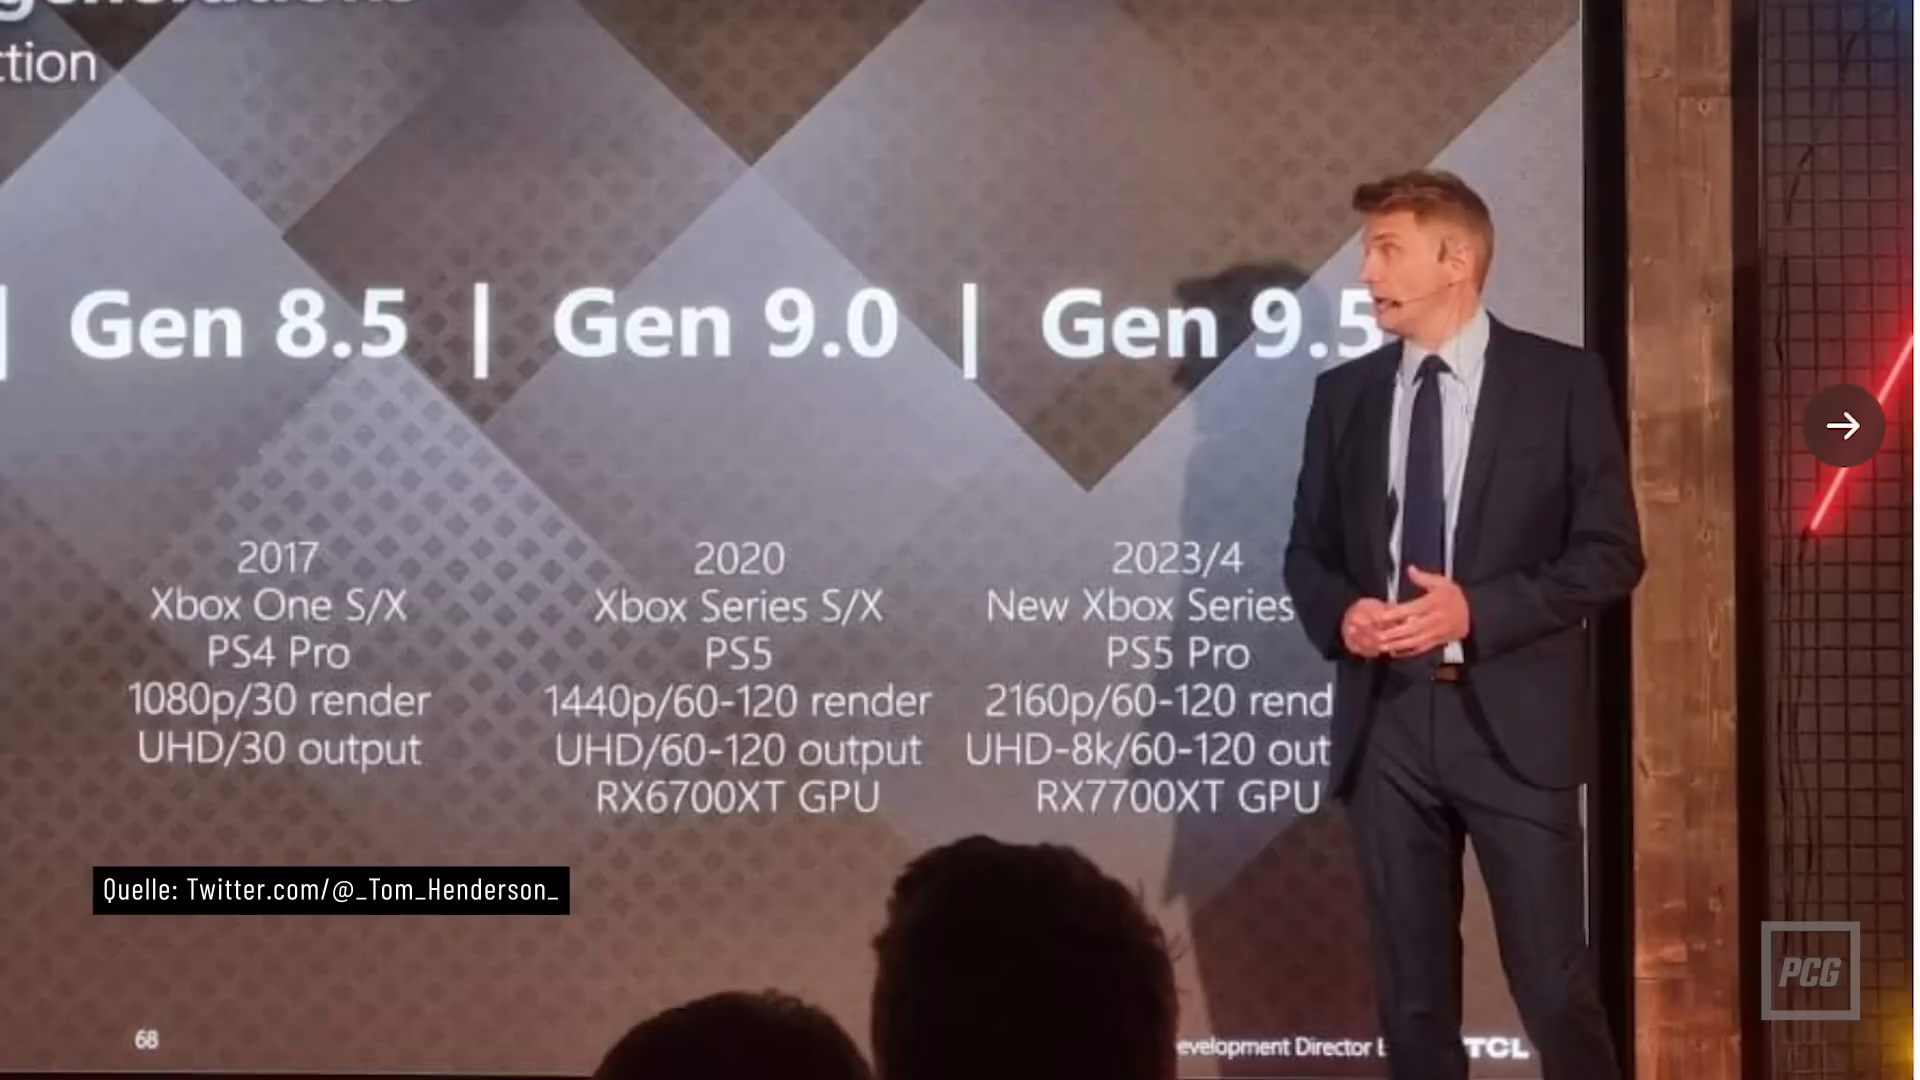 generations
ction
| Gen 8.5 | Gen 9.0 | Gen 9.5
2017
Xbox One S/X
PS4 Pro
1080p/30 render
UHD/30 output
2020
Xbox Series S/X
PS5
1440p/60-120 render
UHD/60-120 output
RX6700XT GPU
2023/4
New Xbox Series
PS5 Pro
2160p/60-120 rend
UHD-8k/60-120 out
RX7700XT GPU
Quelle: Twitter.com/@_Tom_Henderson_
PCG
68
evelopment Director E
TCL